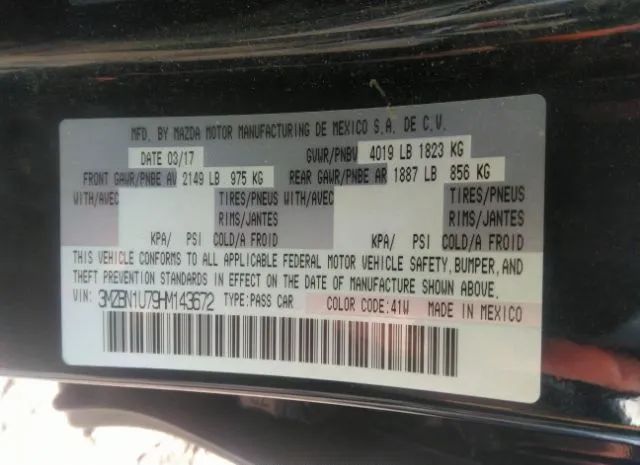 MFD. BY MAZDA MOTOR MANUFACTURING DE MEXICO S.A. DE C.V.
DATE 03/17 GVWR/PNBV 4019 LB 1823 KG
FRONT GAWR/PNBE AV 2149 LB 975 KG REAR GAWR/PNBE AR 1887 LB 856 KG
WITH/AVEC TIRES/PNEUS WITH/AVEC TIRES/PNEUS
RIMS/JANTES RIMS/JANTES
KPA/ PSI COLD/A FROID KPA/ PSI COLD/A FROID
THIS VEHICLE CONFORMS TO ALL APPLICABLE FEDERAL MOTOR VEHICLE SAFETY, BUMPER, AND
THEFT PREVENTION STANDARDS IN EFFECT ON THE DATE OF MANUFACTURE SHOWN ABOVE.
VIN: 3MZBN1U79HM143672 TYPE:PASS CAR COLOR CODE:41W MADE IN MEXICO